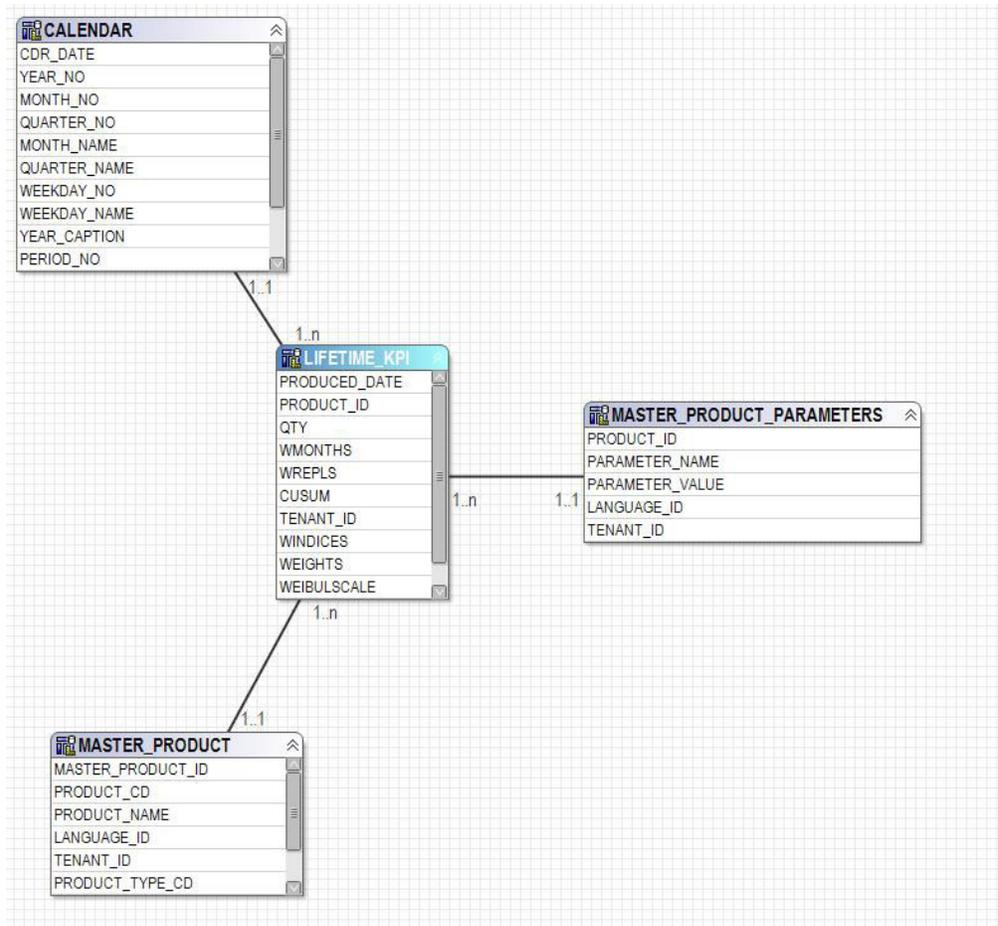 CALENDAR
CDR_DATE
YEAR_NO
MONTH_NO
QUARTER_NO
MONTH_NAME
QUARTER_NAME
WEEKDAY_NO
WEEKDAY_NAME
YEAR_CAPTION
PERIOD_NO
1..1
1..n
LIFETIME_KPI
PRODUCED_DATE
PRODUCT_ID
QTY
WMONTHS
WREPLS
CUSUM
TENANT_ID
WINDICES
WEIGHTS
WEIBULSCALE
1..n
1..1
MASTER_PRODUCT_PARAMETERS
PRODUCT_ID
PARAMETER_NAME
PARAMETER_VALUE
LANGUAGE_ID
TENANT_ID
1..n
1..1
MASTER_PRODUCT
MASTER_PRODUCT_ID
PRODUCT_CD
PRODUCT_NAME
LANGUAGE_ID
TENANT_ID
PRODUCT_TYPE_CD